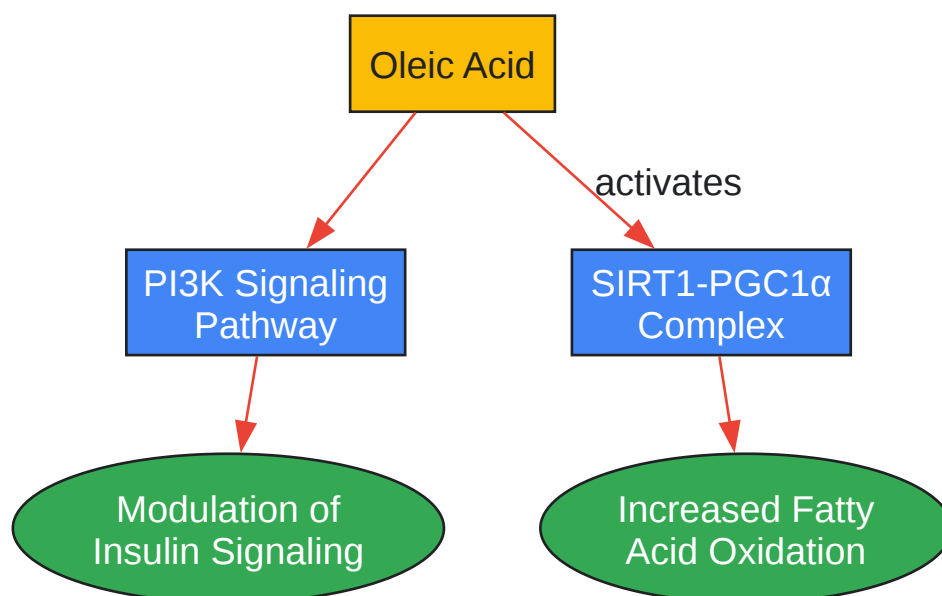 Oleic Acid
activates
PI3K Signaling
Pathway
SIRT1-PGC1α
Complex
Modulation of
Insulin Signaling
Increased Fatty
Acid Oxidation